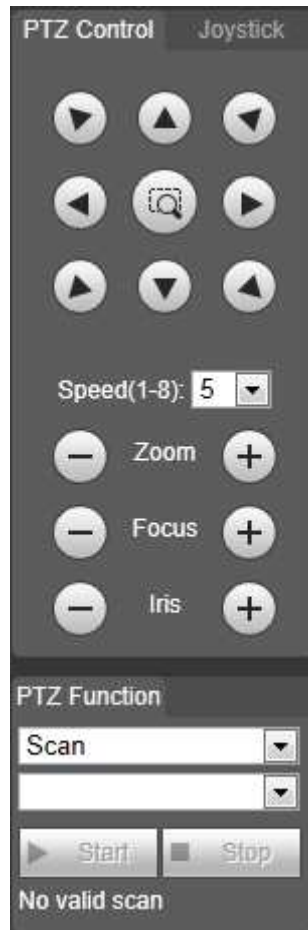 PTZ Control Joystick
Speed(1-8): 5
Zoom
Focus
Iris
PTZ Function
Scan
Start Stop
No valid scan